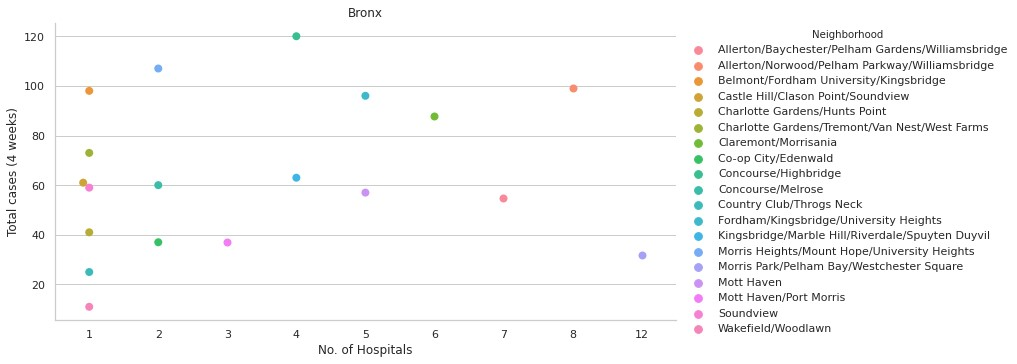 Bronx
Total cases (4 weeks)
120
100
80
60
40
20
1 2 3 4 5 6 7 8 12
No. of Hospitals
Neighborhood
Allerton/Baychester/Pelham Gardens/Williamsbridge
Allerton/Norwood/Pelham Parkway/Williamsbridge
Belmont/Fordham University/Kingsbridge
Castle Hill/Clason Point/Soundview
Charlotte Gardens/Hunts Point
Charlotte Gardens/Tremont/Van Nest/West Farms
Claremont/Morrisania
Co-op City/Edenwald
Concourse/Highbridge
Concourse/Melrose
Country Club/Throgs Neck
Fordham/Kingsbridge/University Heights
Kingsbridge/Marble Hill/Riverdale/Spuyten Duyvil
Morris Heights/Mount Hope/University Heights
Morris Park/Pelham Bay/Westchester Square
Mott Haven
Mott Haven/Port Morris
Soundview
Wakefield/Woodlawn